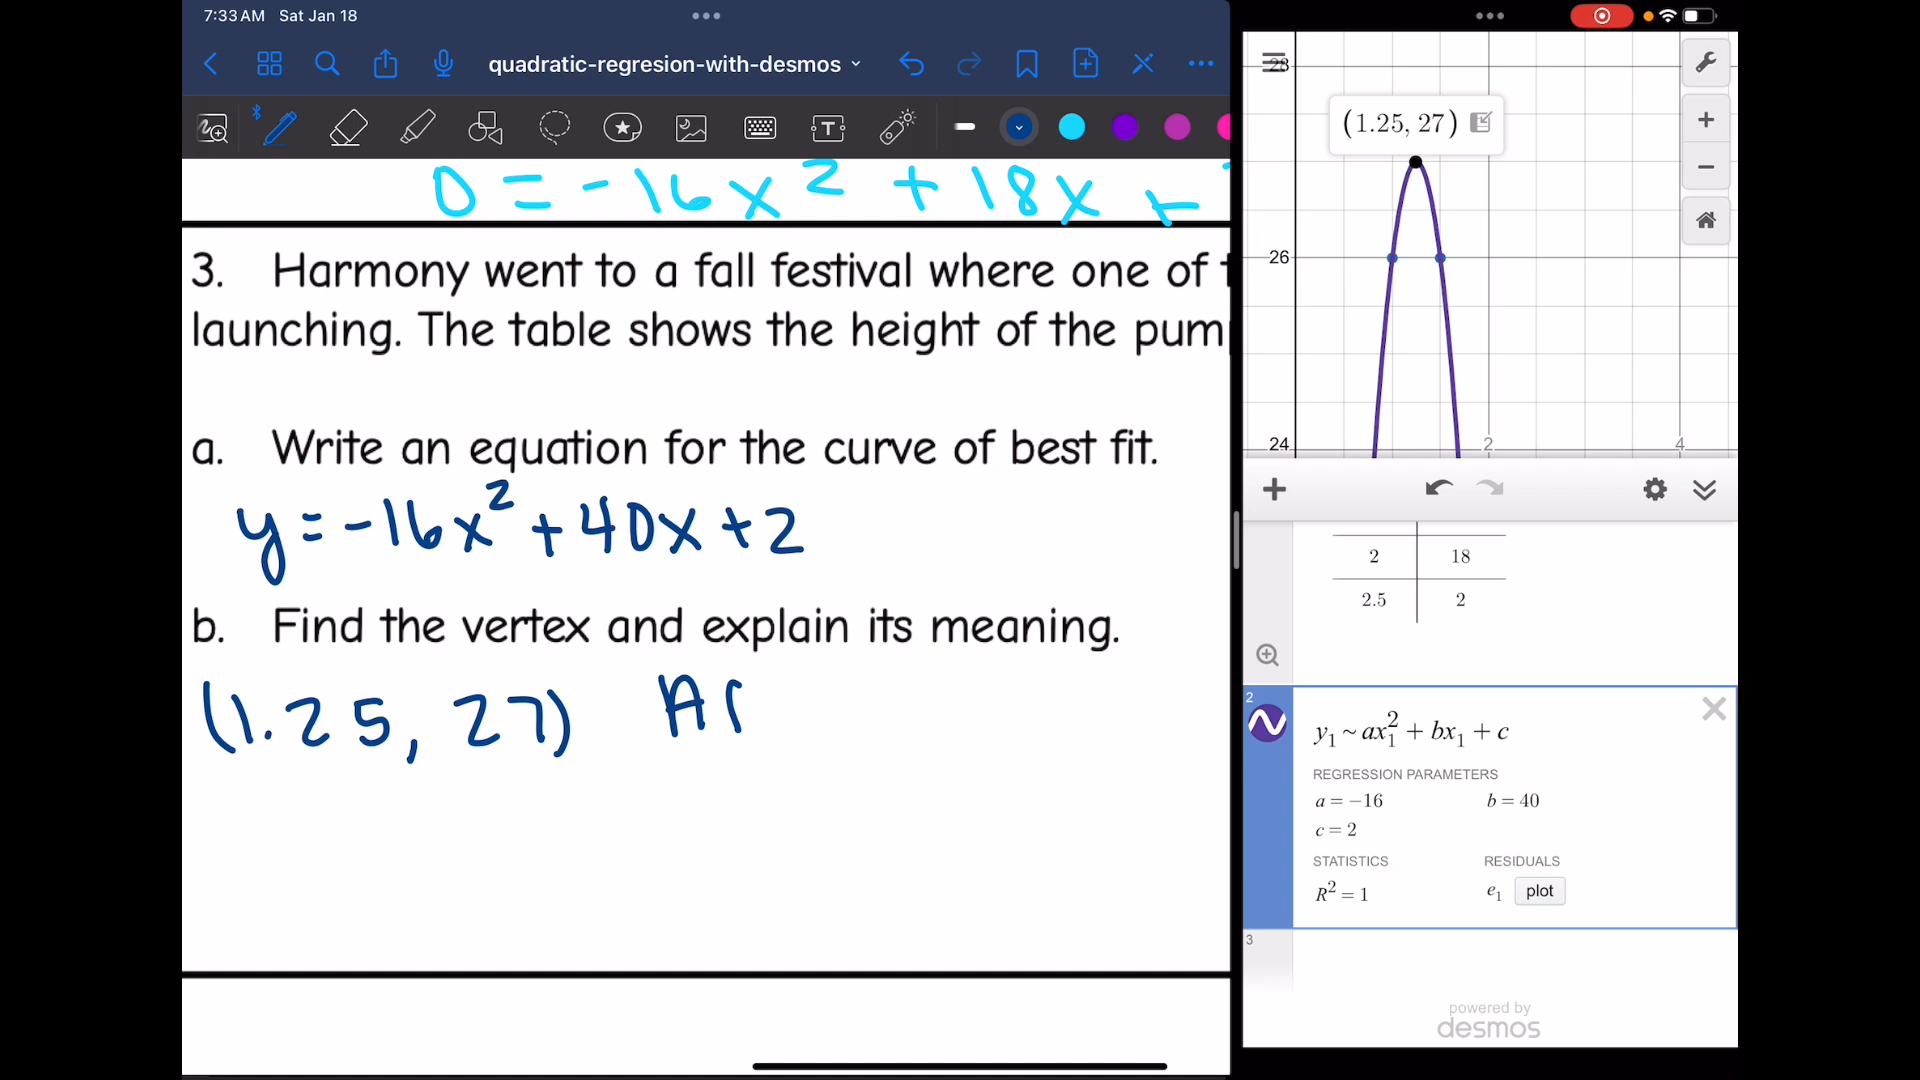 7:33 AM Sat Jan 18
quadratic-regresion-with-desmos
T
0 = -16x² + 18x +
3. Harmony went to a fall festival where one of
launching. The table shows the height of the pum
a. Write an equation for the curve of best fit.
y = -16x² + 40x + 2
b. Find the vertex and explain its meaning.
(1.25, 27) A
28
(1.25, 27)
26
24
2
4
2 18
2.5 2
2
y₁ ~ ax₁² + bx₁ + c
REGRESSION PARAMETERS
a = −16 b = 40
c = 2
STATISTICS RESIDUALS
R² = 1 e₁ plot
3
powered by
desmos